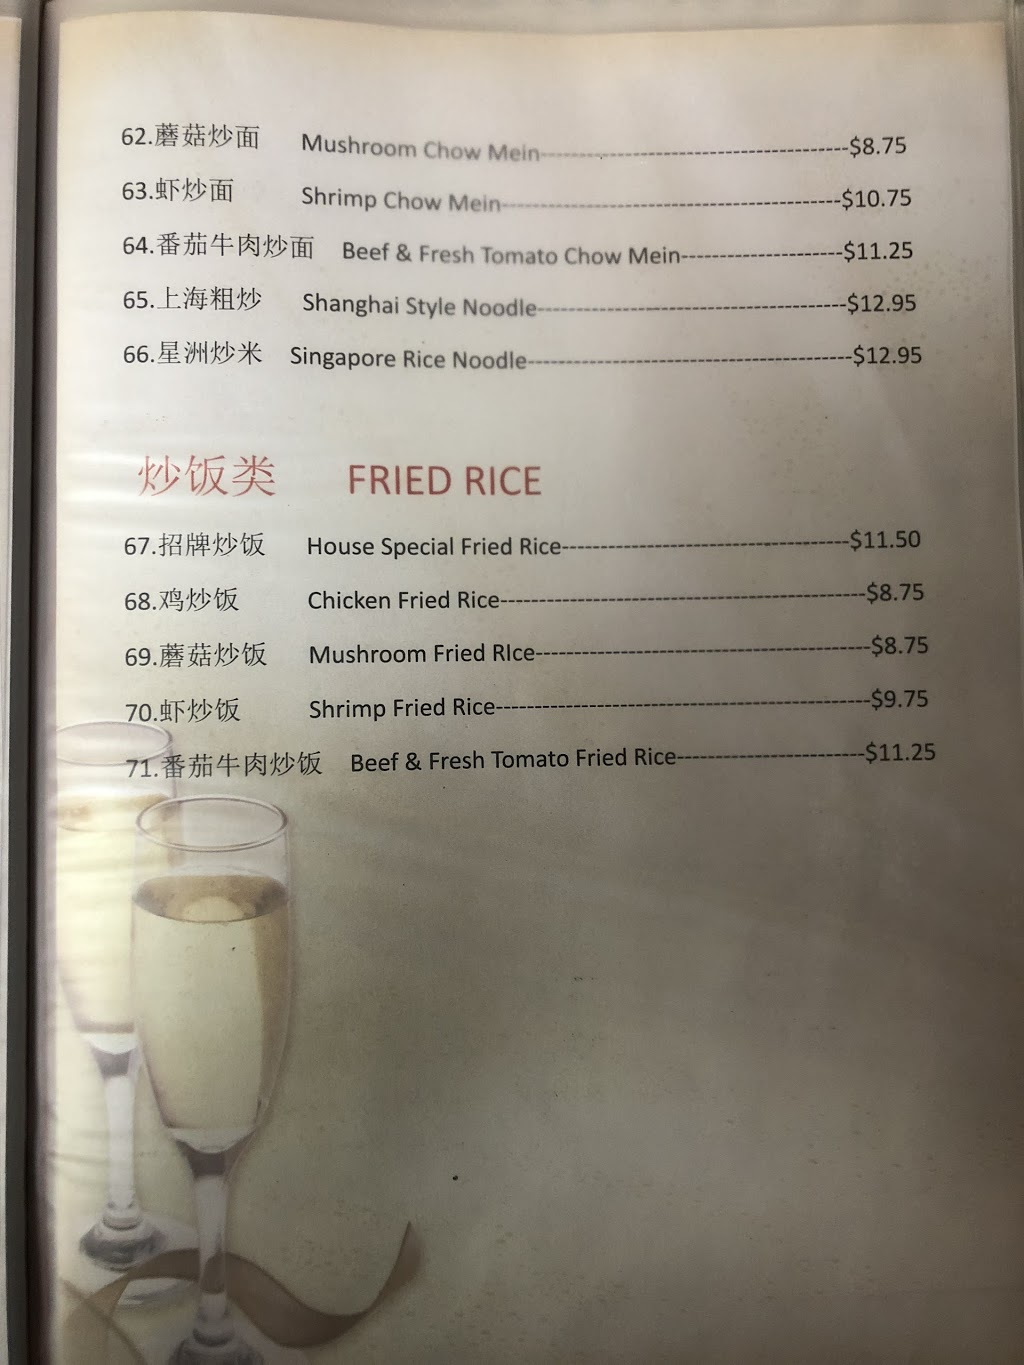 62.蘑菇炒面 Mushroom Chow Mein----------------------------------------$8.75
63.虾炒面 Shrimp Chow Mein--------------------------------------------$10.75
64.番茄牛肉炒面 Beef & Fresh Tomato Chow Mein---------------------$11.25
65.上海粗炒 Shanghai Style Noodle----------------------------------------$12.95
66.星洲炒米 Singapore Rice Noodle------------------------------------------$12.95
炒饭类 FRIED RICE
67.招牌炒饭 House Special Fried Rice-------------------------------------$11.50
68.鸡炒饭 Chicken Fried Rice-----------------------------------------------$8.75
69.蘑菇炒饭 Mushroom Fried RIce-------------------------------------------$8.75
70.虾炒饭 Shrimp Fried Rice------------------------------------------------$9.75
71.番茄牛肉炒饭 Beef & Fresh Tomato Fried Rice------------------------$11.25